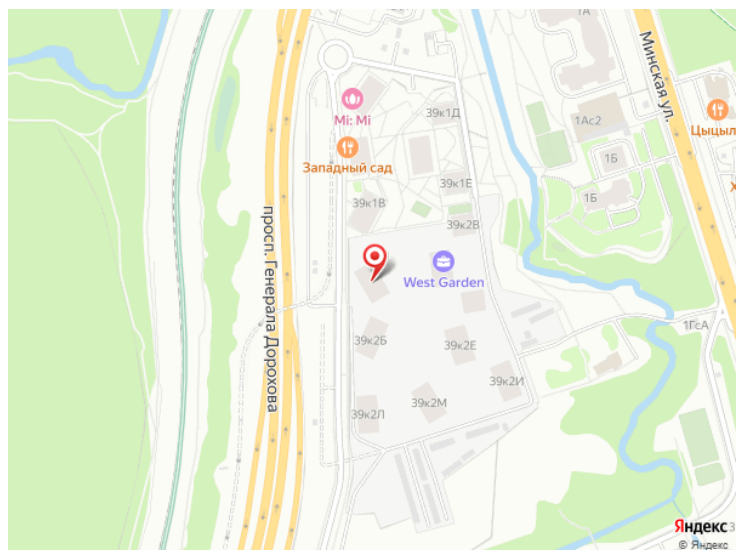 1А
Минская ул.
39к1Д
1Ас2
Mi: Mi
Цыцыл
Западный сад
1Б
39к1Е
Х
1Б
39к1В
39к2В
просп. Генерала Дорохова
West Garden
1ГсА
39к2Б
39к2Е
39к2И
39к2М
39к2Л
Яндекс
3
© Яндекс